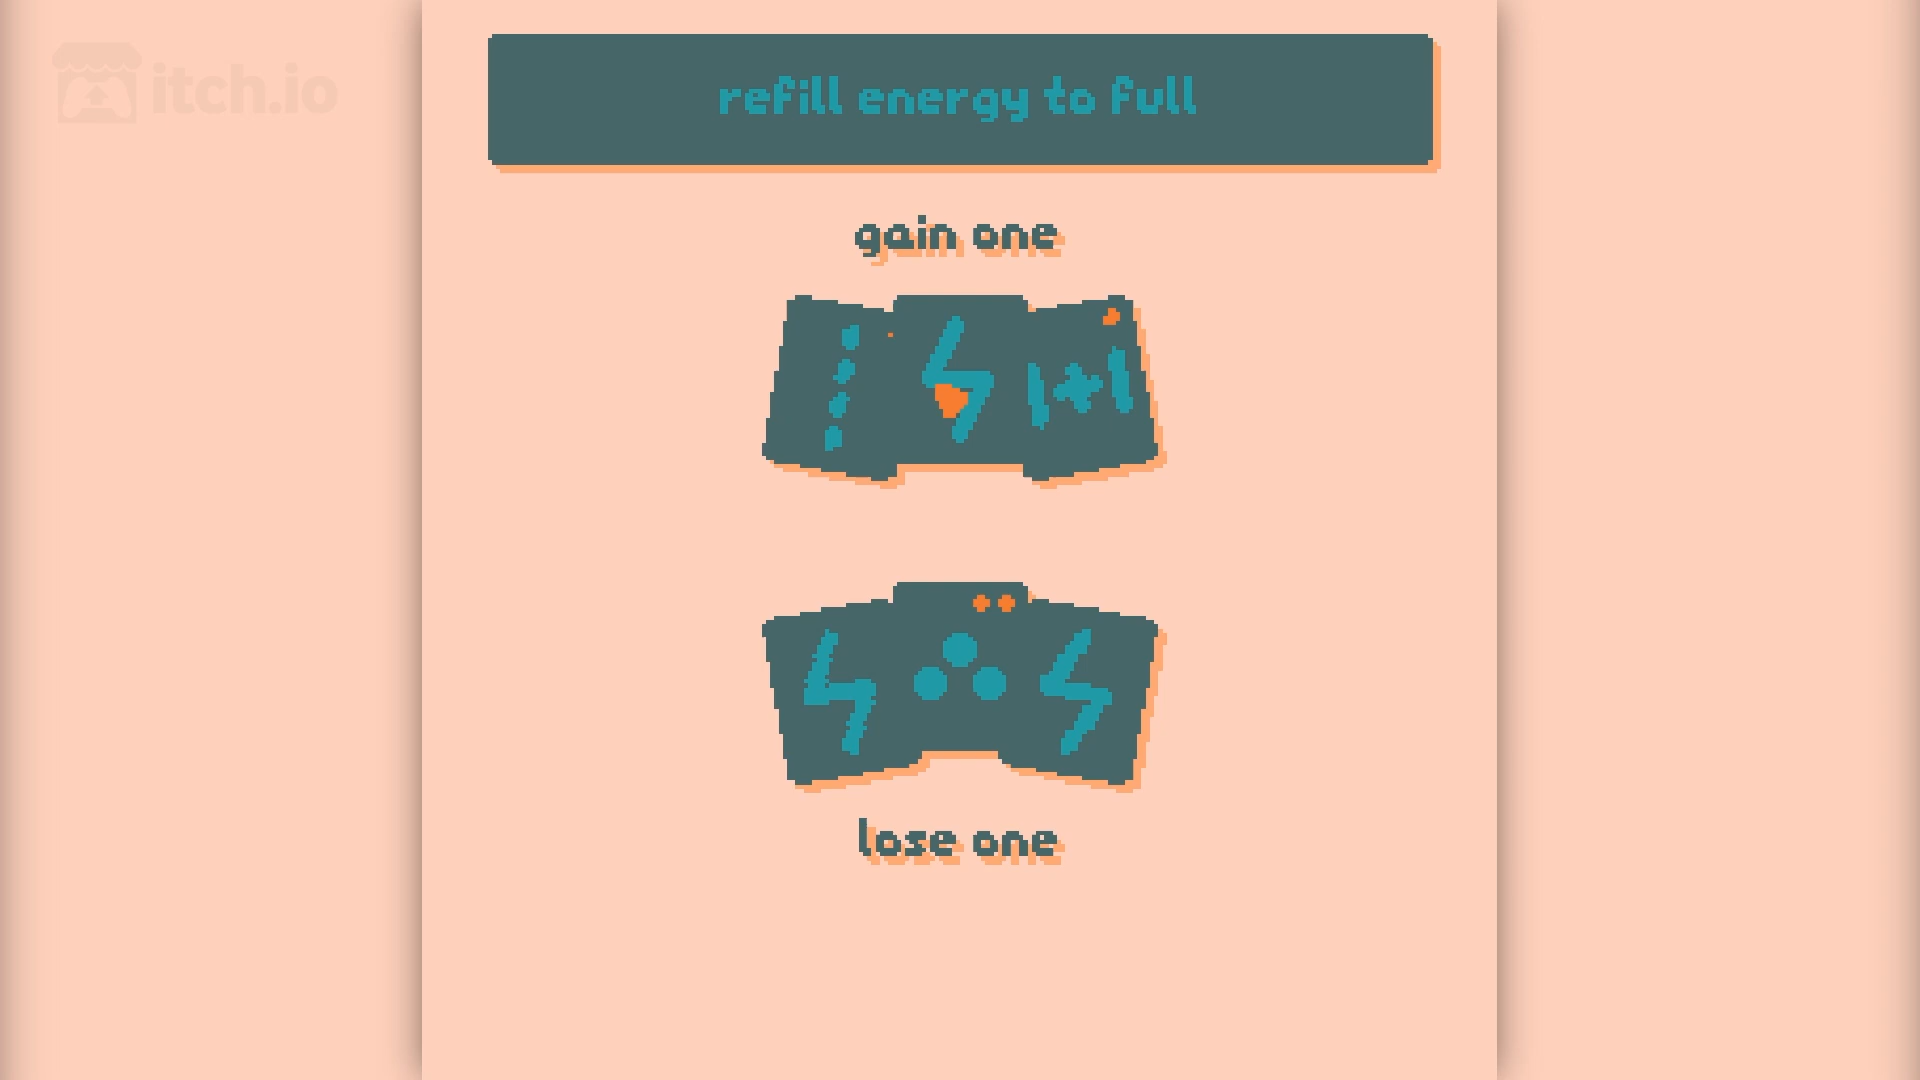 itch.io
refill energy to full
gain one
1+1
lose one